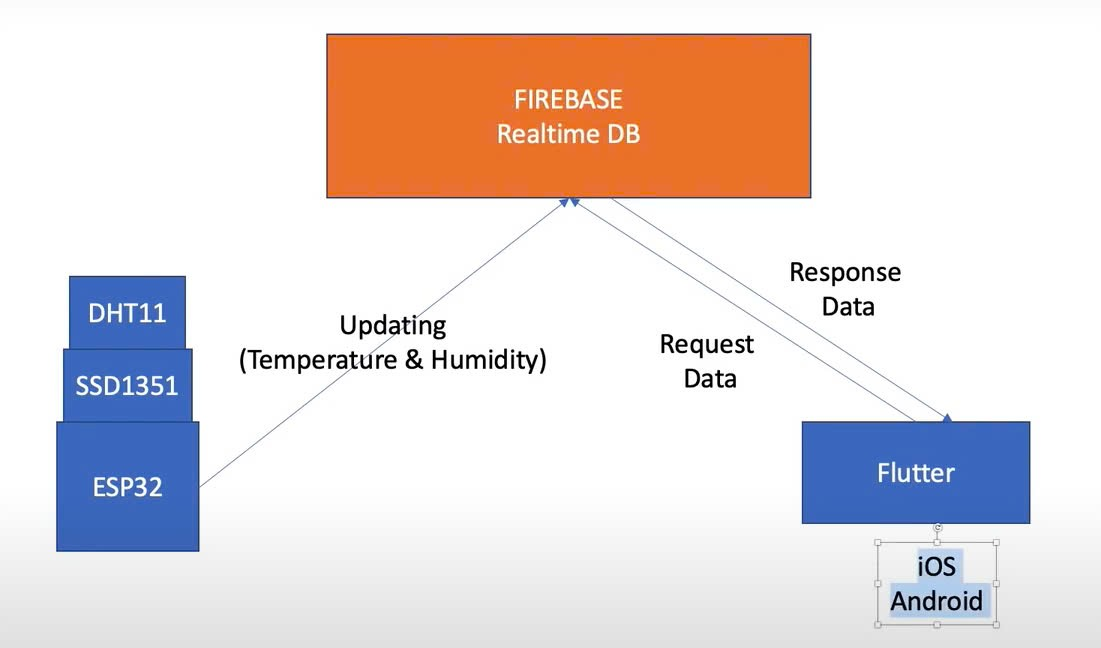 FIREBASE
Realtime DB
DHT11
SSD1351
ESP32
Updating
(Temperature & Humidity)
Request
Data
Response
Data
Flutter
iOS
Android